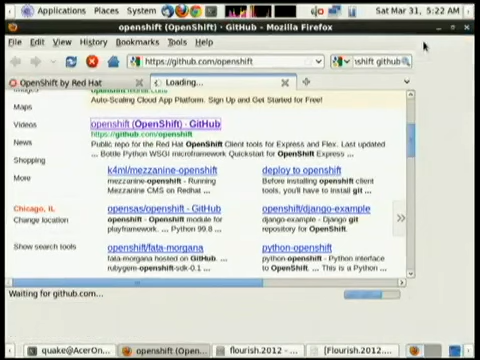 Applications Places System Sat Mar 31, 5:22 AM
openshift (OpenShift) · GitHub - Mozilla Firefox
File Edit View History Bookmarks Tools Help
https://github.com/openshift
shift github
OpenShift by Red Hat
Loading...
Auto-Scaling Cloud App Platform. Sign Up and Get Started for Free!
Maps
Videos
News
Shopping
More
Chicago, IL
Change location
Show search tools
openshift (OpenShift) · GitHub
https://github.com/openshift
Public repo for the Red Hat OpenShift Client tools for Express and Flex. Last updated
... Bottle Python WSGI microframework Quickstart for OpenShift Express ...
k4ml/mezzanine-openshift
mezzanine-openshift - Running
Mezzanine CMS on Redhat ...
deploy to openshift
Before installing openshift client
tools, you'll have to install git ...
opensas/openshift - GitHub
openshift - Openshift module for
playframework. ... Python 99.8 ...
openshift/django-example
django-example - Django git
repository for OpenShift.
openshift/fata-morgana
fata-morgana hosted on GitHub. ...
rubygem-openshift-sdk-0.1 ...
python-openshift
python-openshift - Python interface
to OpenShift. ... This is a Python ...
Waiting for github.com...
quake@AcerOn...
openshift (Open...
flourish.2012 - ...
[Flourish.2012...